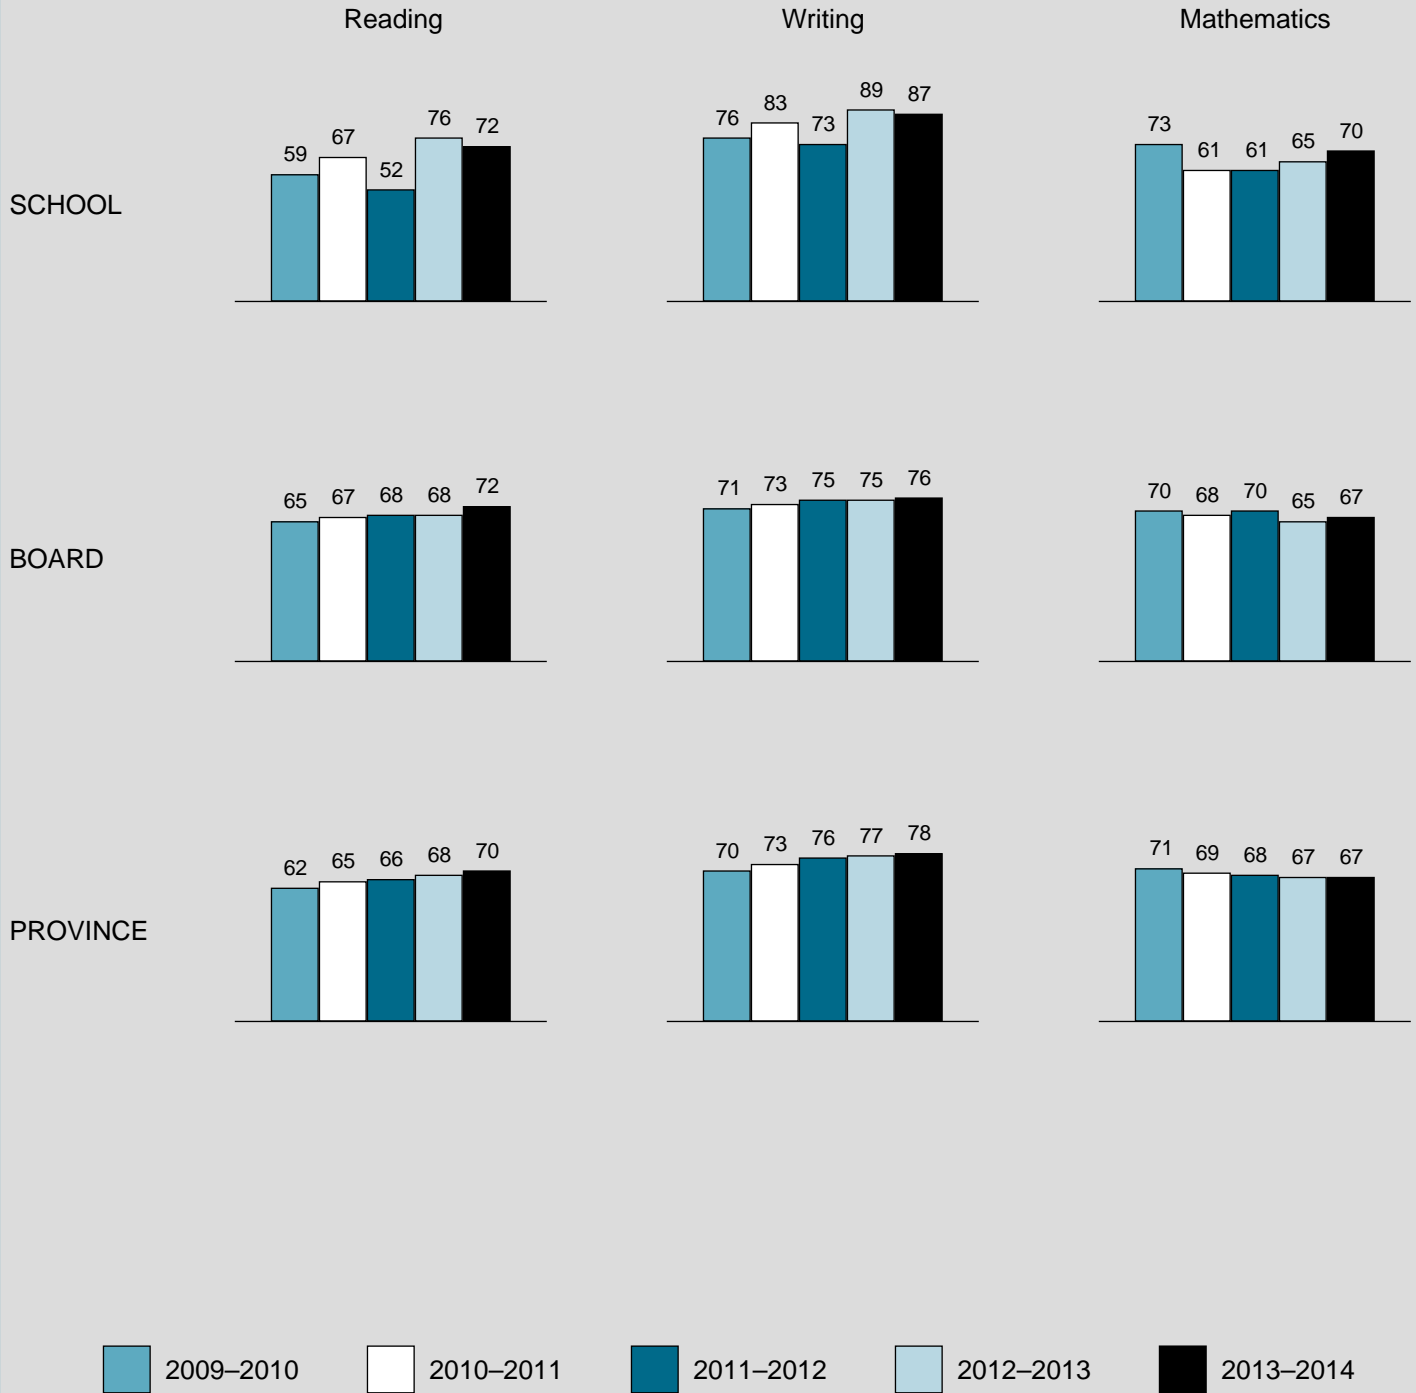 Reading Writing Mathematics
SCHOOL
59 67 52 76 72
76 83 73 89 87
73 61 61 65 70
BOARD
65 67 68 68 72
71 73 75 75 76
70 68 70 65 67
PROVINCE
62 65 66 68 70
70 73 76 77 78
71 69 68 67 67
2009–2010 2010–2011 2011–2012 2012–2013 2013–2014